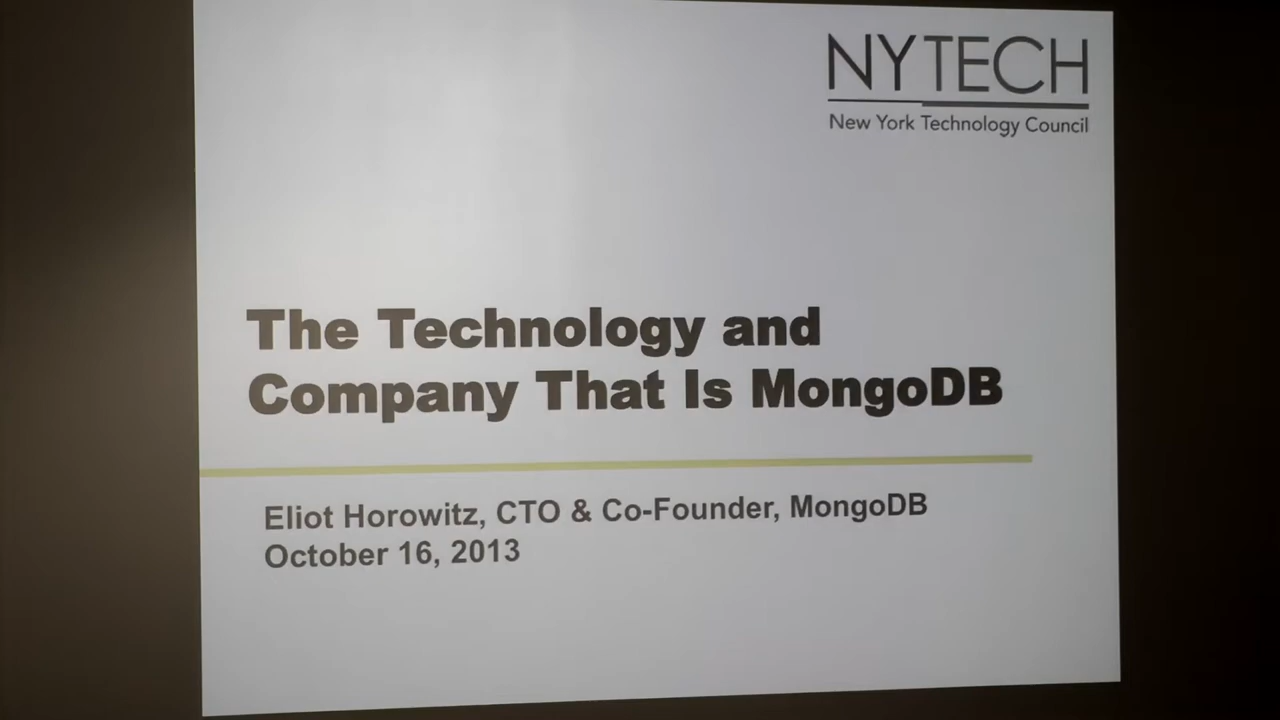 NYTECH
New York Technology Council
The Technology and
Company That Is MongoDB
Eliot Horowitz, CTO & Co-Founder, MongoDB
October 16, 2013